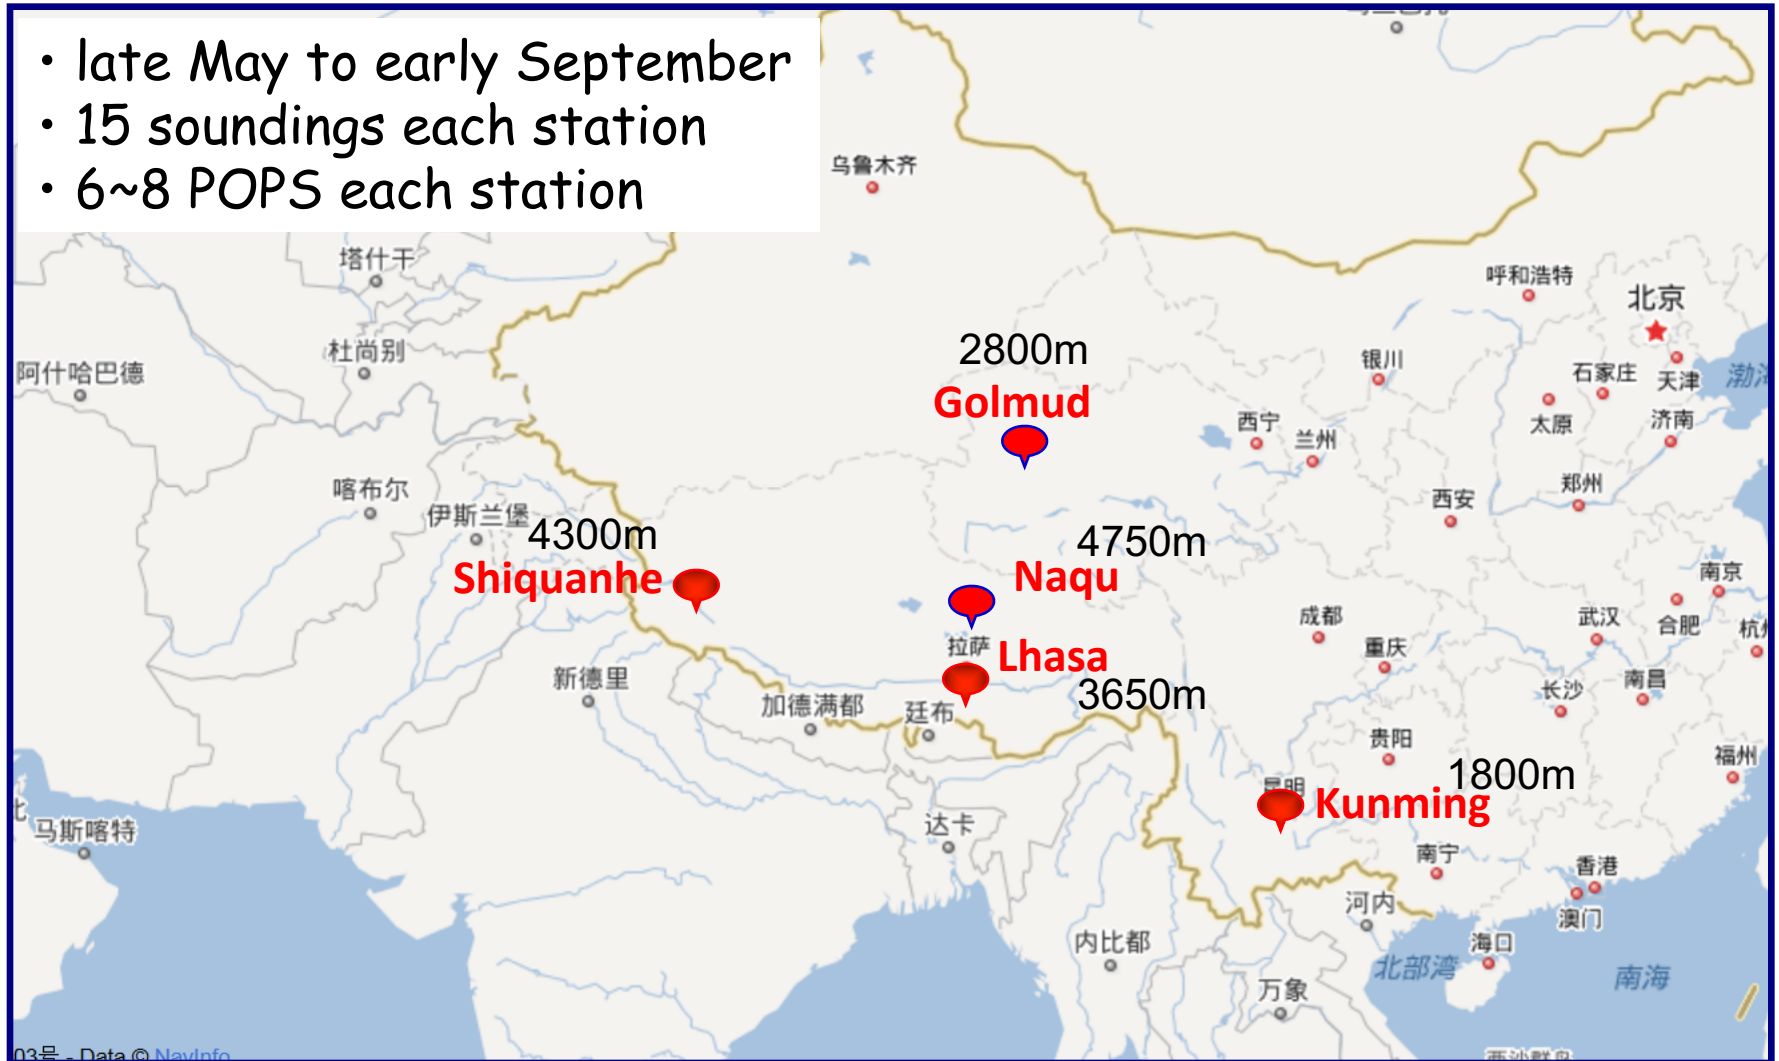 • late May to early September
• 15 soundings each station
• 6~8 POPS each station
乌鲁木齐
塔什干
呼和浩特
北京
杜尚别
2800m
银川
阿什哈巴德
石家庄
天津
Golmud
西宁
兰州
太原
济南
喀布尔
郑州
伊斯兰堡
西安
4300m
4750m
Shiquanhe
Naqu
南京
成都
武汉
合肥
拉萨
Lhasa
重庆
新德里
3650m
长沙
南昌
加德满都
廷布
贵阳
福州
1800m
昆明
Kunming
马斯喀特
达卡
南宁
香港
河内
澳门
内比都
海口
北部湾
南海
万象
03号 - Data © NavInfo